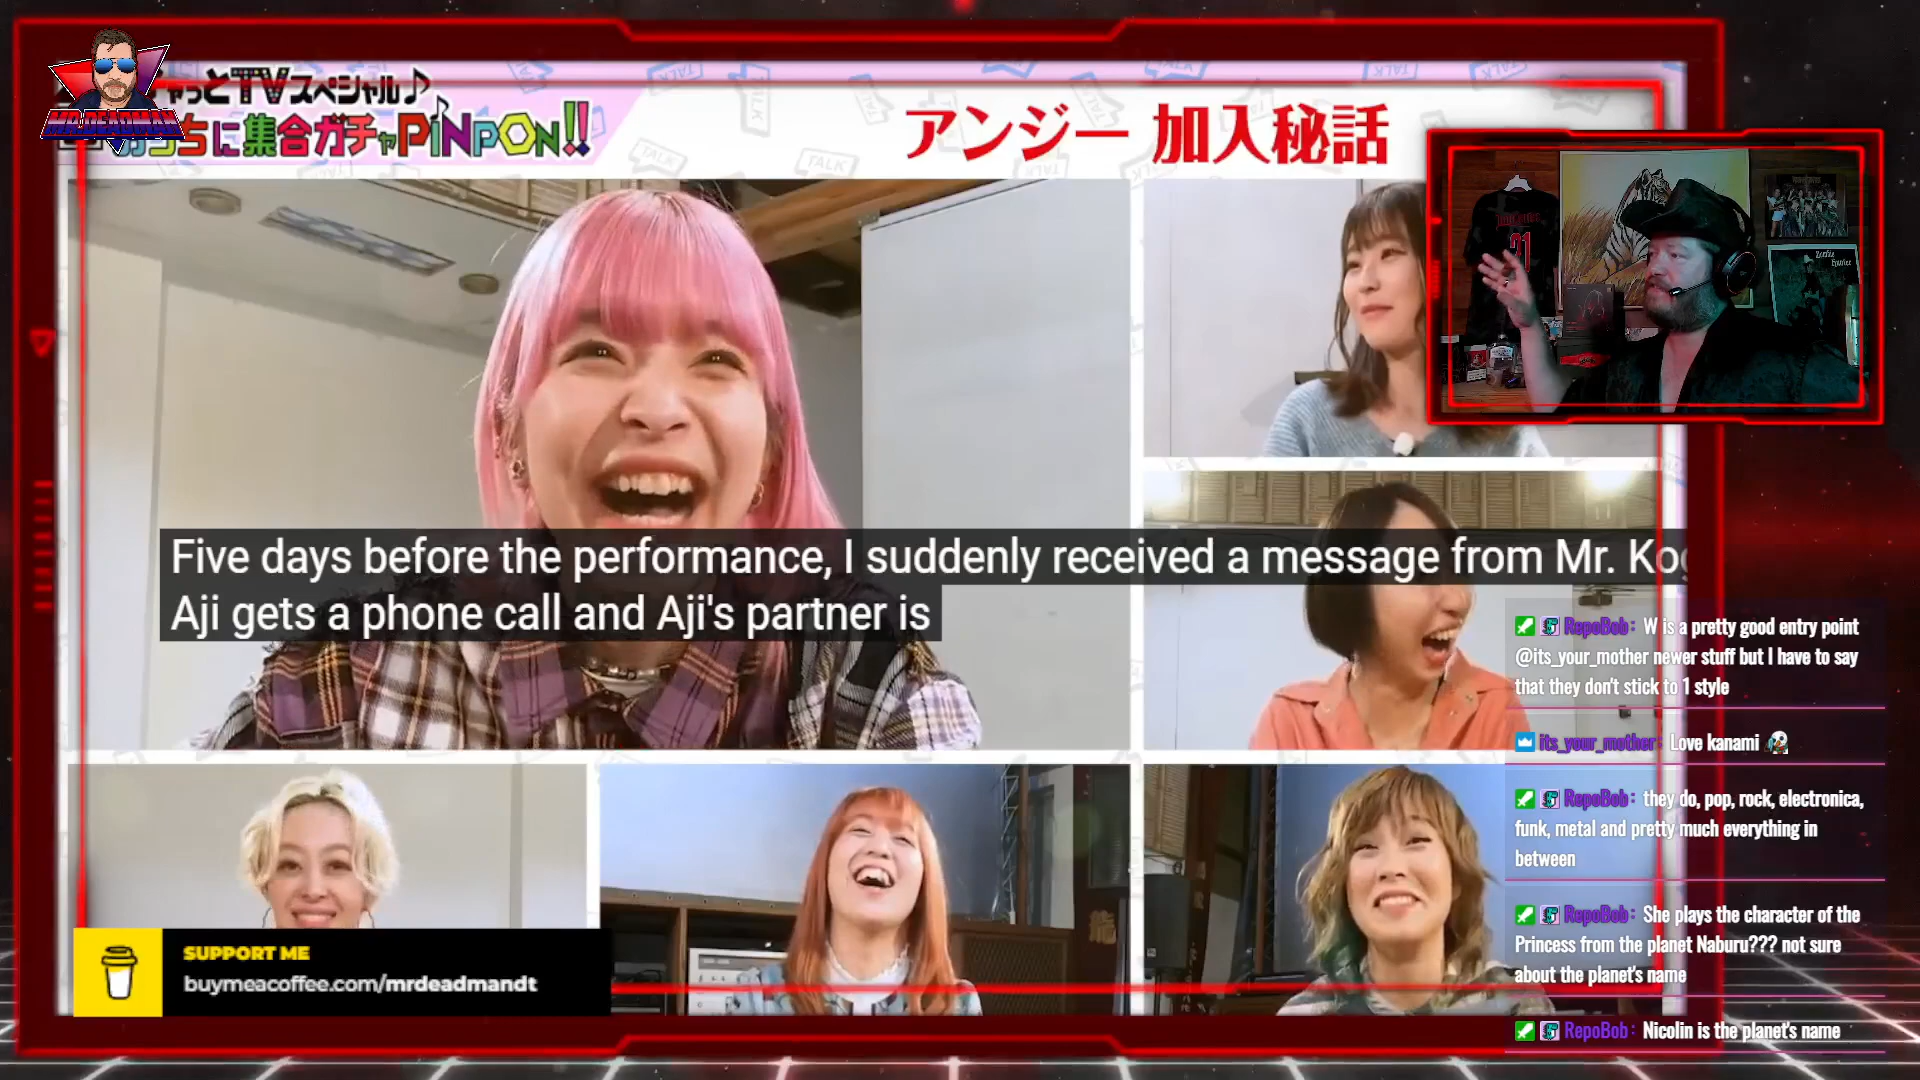 MR.DEADMAN
ャっとTVスペシャル♪
おうちに集合ガチャPiNPON!!
アンジー 加入秘話
Five days before the performance, I suddenly received a message from Mr.
Aji gets a phone call and Aji's partner is
31
RepoBob: W is a pretty good entry point
@its_your_mother newer stuff but I have to say
that they don't stick to 1 style
its_your_mother: Love kanami
RepoBob: they do, pop, rock, electronica,
funk, metal and pretty much everything in
between
RepoBob: She plays the character of the
Princess from the planet Naburu??? not sure
about the planet's name
RepoBob: Nicolin is the planet's name
SUPPORT ME
buymeacoffee.com/mrdeadmandt